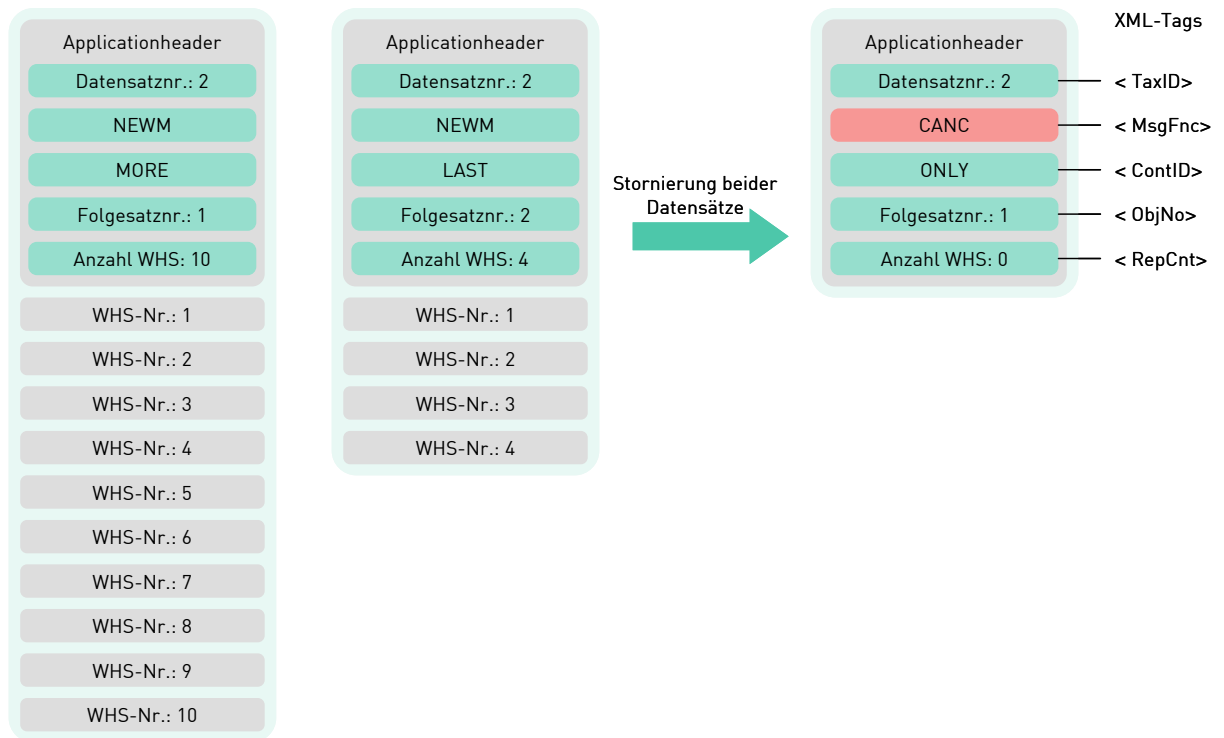 Applicationheader
Datensatznr.: 2
NEWM
MORE
Folgesatznr.: 1
Anzahl WHS: 10
WHS-Nr.: 1
WHS-Nr.: 2
WHS-Nr.: 3
WHS-Nr.: 4
WHS-Nr.: 5
WHS-Nr.: 6
WHS-Nr.: 7
WHS-Nr.: 8
WHS-Nr.: 9
WHS-Nr.: 10
Applicationheader
Datensatznr.: 2
NEWM
LAST
Folgesatznr.: 2
Anzahl WHS: 4
WHS-Nr.: 1
WHS-Nr.: 2
WHS-Nr.: 3
WHS-Nr.: 4
Stornierung beider
Datensätze
Applicationheader
Datensatznr.: 2
CANC
ONLY
Folgesatznr.: 1
Anzahl WHS: 0
XML-Tags
< TaxID>
< MsgFnc>
< ContID>
< ObjNo>
< RepCnt>